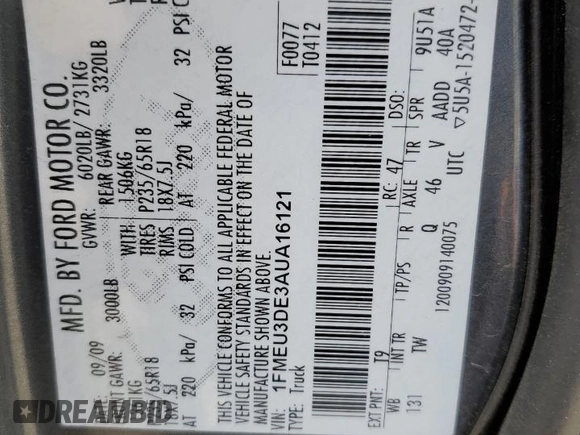 MFD. BY FORD MOTOR CO.
09/09 GVWR: 6020LB/ 2731KG
GAWR: 3000LB REAR GAWR: 3320LB
KG WITH 1506KG
/65R18 TIRES P235/65R18
.5J RIMS 18X7.5J
AT 220 kPa/ 32 PSI COLD AT 220 kPa/ 32 PSI C
THIS VEHICLE CONFORMS TO ALL APPLICABLE FEDERAL MOTOR
VEHICLE SAFETY STANDARDS IN EFFECT ON THE DATE OF
MANUFACTURE SHOWN ABOVE.
1FMEU3DE3AUA16121 F0077
TYPE: Truck T0412
EXT PNT: T9 RC: 47 DSO:
WB INT TR TP/PS R AXLE TR SPR 9U51A
131 TW Q 46 V AADD 40A
1200909140075 UTC ▽5U5A-1520472-
DREAMBID